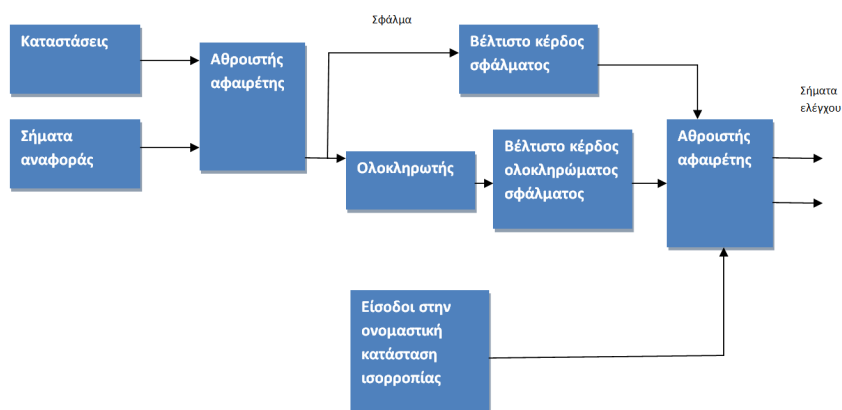 Σφάλμα
Καταστάσεις
Αθροιστής
αφαιρέτης
Βέλτιστο κέρδος
σφάλματος
Σήματα
ελέγχου
Σήματα
αναφοράς
Ολοκληρωτής
Βέλτιστο κέρδος
ολοκληρώματος
σφάλματος
Αθροιστής
αφαιρέτης
Είσοδοι στην
ονομαστική
κατάσταση
ισορροπίας